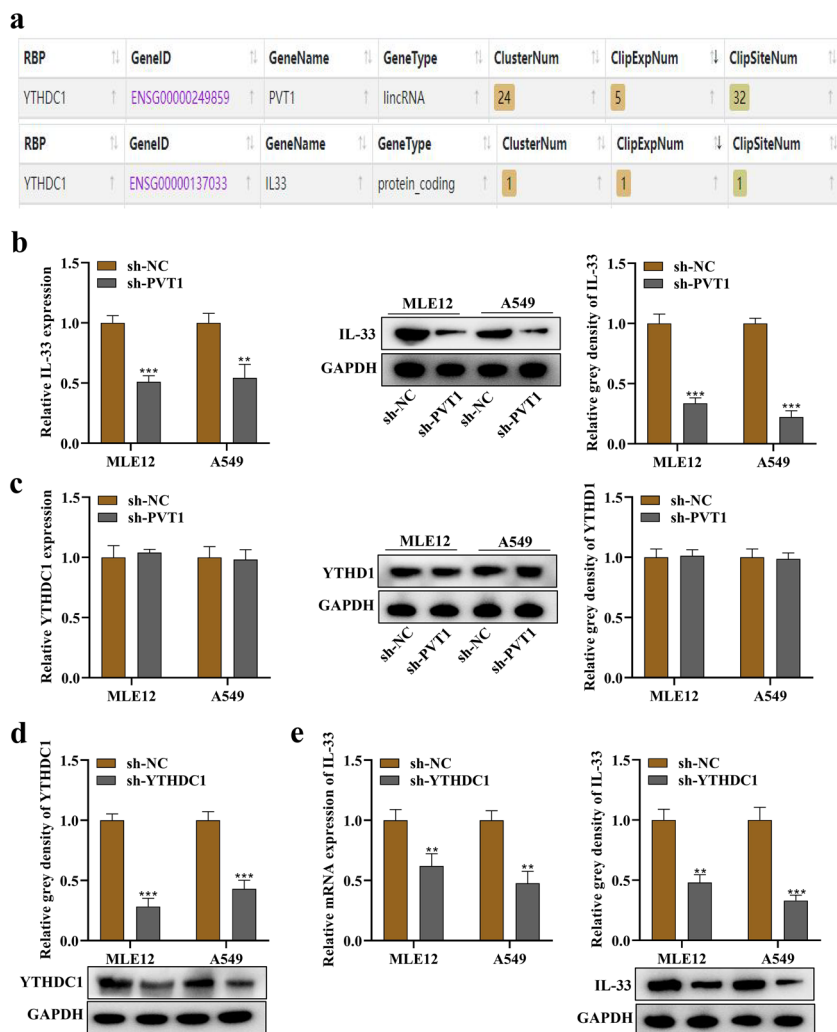 a
RBP GeneID GeneName GeneType ClusterNum ClipExpNum ClipSiteNum
YTHDC1 ENSG00000249859 PVT1 lincRNA 24 5 32
RBP GeneID GeneName GeneType ClusterNum ClipExpNum ClipSiteNum
YTHDC1 ENSG00000137033 IL33 protein_coding 1 1 1
b
Relative IL-33 expression
1.5
1.0
0.5
0.0
sh-NC
sh-PVT1
***
**
MLE12 A549
MLE12 A549
IL-33
GAPDH
sh-NC sh-PVT1 sh-NC sh-PVT1
Relative grey density of IL-33
1.5
1.0
0.5
0.0
sh-NC
sh-PVT1
***
***
MLE12 A549
c
Relative YTHDC1 expression
1.5
1.0
0.5
0.0
sh-NC
sh-PVT1
MLE12 A549
MLE12 A549
YTHD1
GAPDH
sh-NC sh-PVT1 sh-NC sh-PVT1
Relative grey density of YTHD1
1.5
1.0
0.5
0.0
sh-NC
sh-PVT1
MLE12 A549
d
Relative grey density of YTHDC1
1.5
1.0
0.5
0.0
sh-NC
sh-YTHDC1
***
***
MLE12 A549
YTHDC1
GAPDH
e
Relative mRNA expression of IL-33
1.5
1.0
0.5
0.0
sh-NC
sh-YTHDC1
**
**
MLE12 A549
Relative grey density of IL-33
1.5
1.0
0.5
0.0
sh-NC
sh-YTHDC1
**
***
MLE12 A549
IL-33
GAPDH